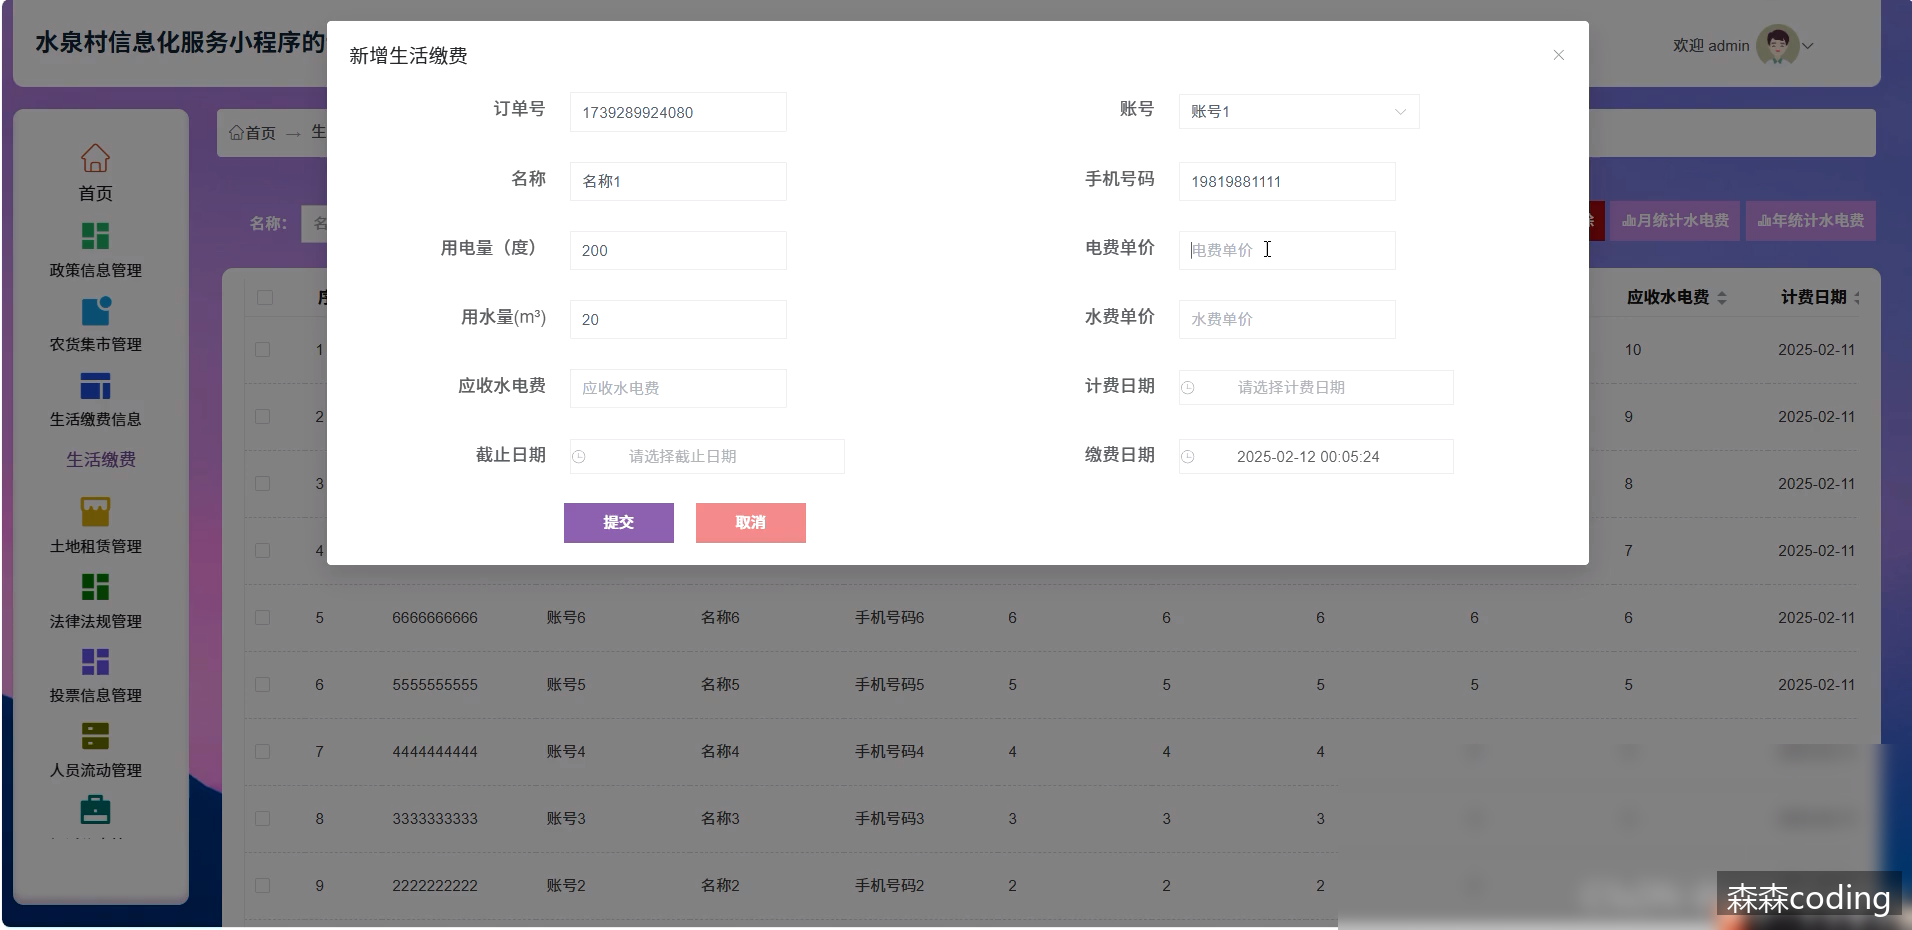 水泉村信息化服务小程序的
欢迎 admin
首页 → 生
首页
政策信息管理
农货集市管理
生活缴费信息
生活缴费
土地租赁管理
法律法规管理
投票信息管理
人员流动管理
名称：
名
月统计水电费
年统计水电费
新增生活缴费
订单号 1739289924080 账号 账号1
名称 名称1 手机号码 19819881111
用电量（度） 200 电费单价 电费单价
用水量(m³) 20 水费单价 水费单价
应收水电费 应收水电费 计费日期 请选择计费日期
截止日期 请选择截止日期 缴费日期 2025-02-12 00:05:24
提交 取消
应收水电费 计费日期
1 10 2025-02-11
2 9 2025-02-11
3 8 2025-02-11
4 7 2025-02-11
5 6666666666 账号6 名称6 手机号码6 6 6 6 6 6 2025-02-11
6 5555555555 账号5 名称5 手机号码5 5 5 5 5 5 2025-02-11
7 4444444444 账号4 名称4 手机号码4 4 4 4
8 3333333333 账号3 名称3 手机号码3 3 3 3
9 2222222222 账号2 名称2 手机号码2 2 2 2
森森coding